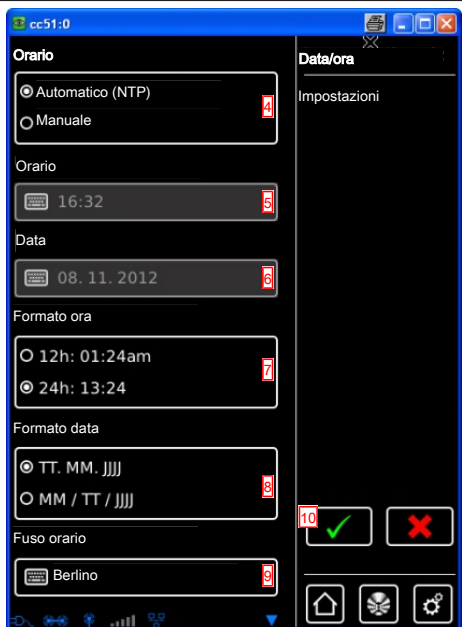 cc51:0
Orario
Automatico (NTP)
Manuale
4
Orario
16:32
5
Data
08. 11. 2012
6
Formato ora
12h: 01:24am
24h: 13:24
7
Formato data
TT. MM. JJJJ
MM / TT / JJJJ
8
Fuso orario
Berlino
9
Data/ora
Impostazioni
10